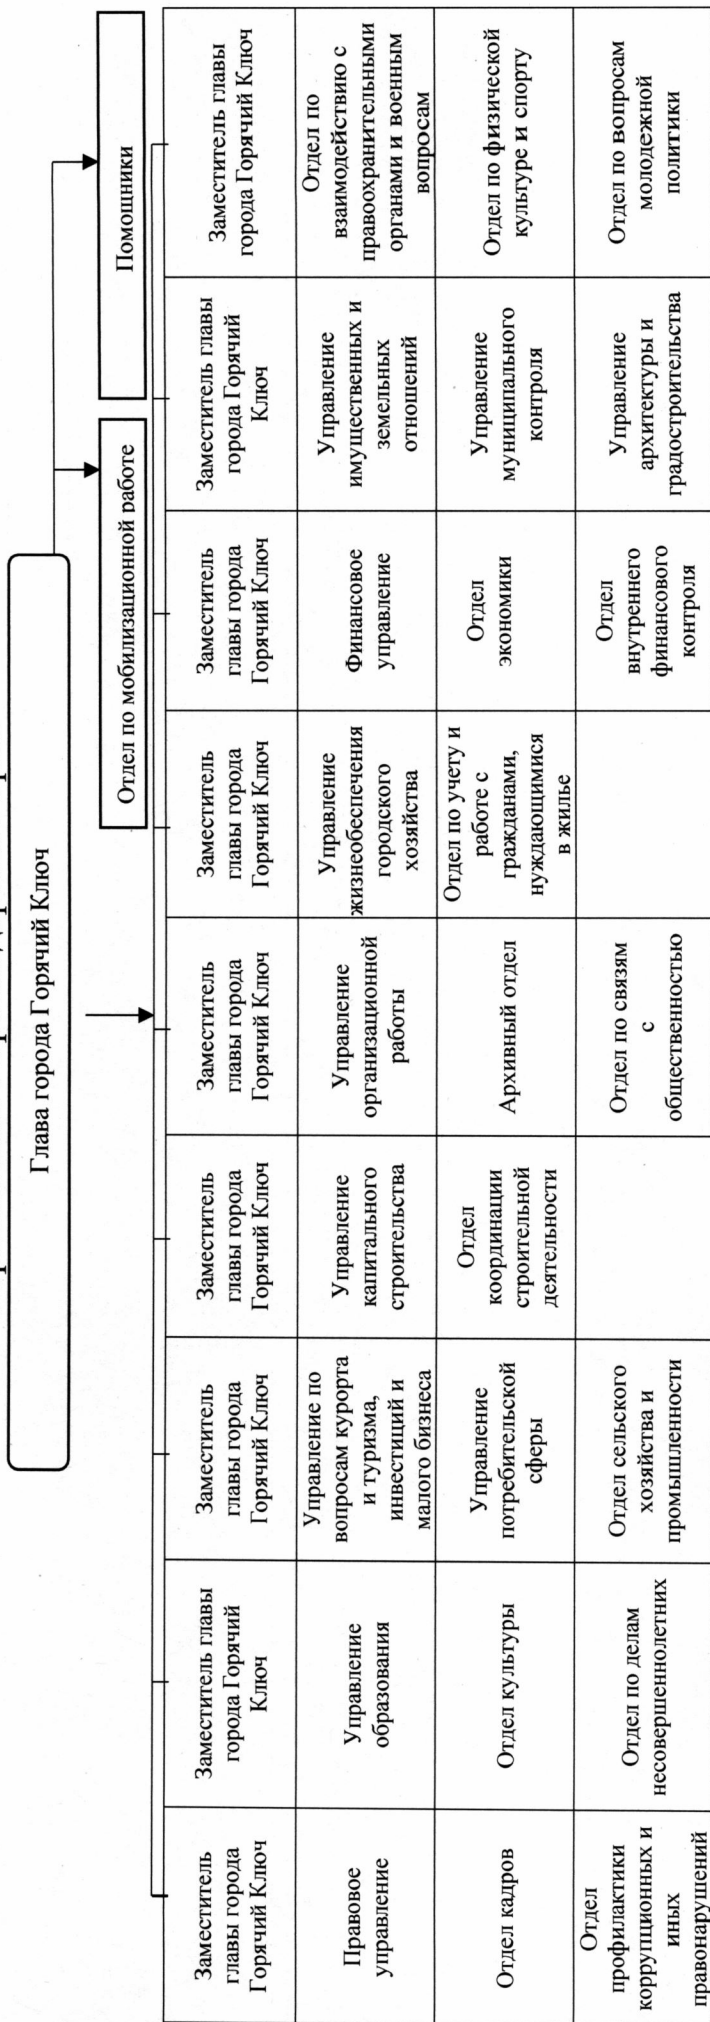 Глава города Горячий Ключ
Отдел по мобилизационной работе
Помощники
Заместитель
главы города
Горячий Ключ
Заместитель главы
города Горячий
Ключ
Заместитель
главы города
Горячий Ключ
Заместитель
главы города
Горячий Ключ
Заместитель
главы города
Горячий Ключ
Заместитель
главы города
Горячий Ключ
Заместитель
главы города
Горячий Ключ
Заместитель главы
города Горячий
Ключ
Заместитель главы
города Горячий Ключ
Правовое
управление
Управление
образования
Управление по
вопросам курорта
и туризма,
инвестиций и
малого бизнеса
Управление
капитального
строительства
Управление
организационной
работы
Управление
жизнеобеспечения
городского
хозяйства
Финансовое
управление
Управление
имущественных и
земельных
отношений
Отдел по
взаимодействию с
правоохранительными
органами и военным
вопросам
Отдел кадров
Отдел культуры
Управление
потребительской
сферы
Отдел
координации
строительной
деятельности
Архивный отдел
Отдел по учету и
работе с
гражданами,
нуждающимися
в жилье
Отдел
экономики
Управление
муниципального
контроля
Отдел по физической
культуре и спорту
Отдел
профилактики
коррупционных и
иных
правонарушений
Отдел по делам
несовершеннолетних
Отдел сельского
хозяйства и
промышленности
Отдел по связям
с
общественностью
Отдел
внутреннего
финансового
контроля
Управление
архитектуры и
градостроительства
Отдел по вопросам
молодежной
политики